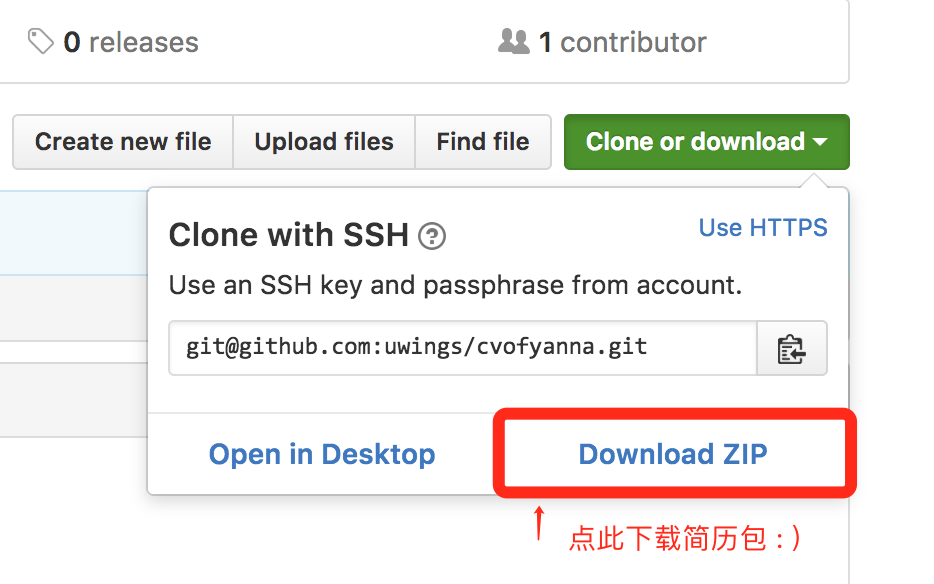 0 releases
1 contributor
Create new file
Upload files
Find file
Clone or download
Clone with SSH ?
Use HTTPS
Use an SSH key and passphrase from account.
git@github.com:uwings/cvofyanna.git
Open in Desktop
Download ZIP
点此下载简历包：）